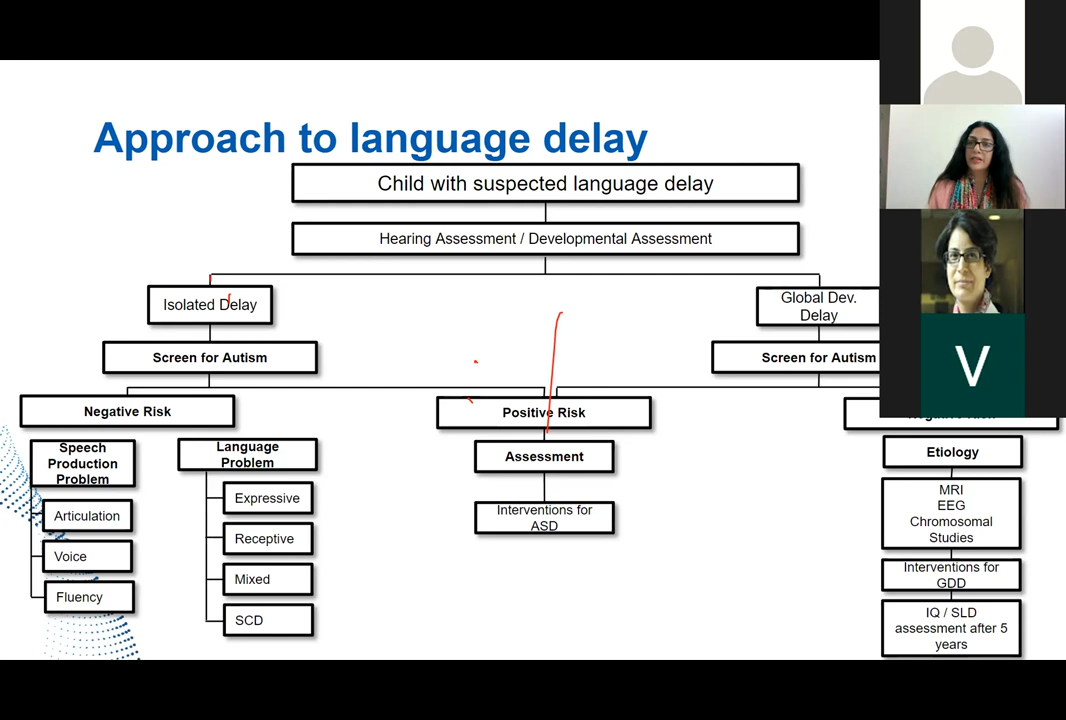 Approach to language delay
Child with suspected language delay
Hearing Assessment / Developmental Assessment
Isolated Delay
Global Dev.
Delay
Screen for Autism
Screen for Autism
Negative Risk
Positive Risk
Speech
Production
Problem
Articulation
Voice
Fluency
Language
Problem
Expressive
Receptive
Mixed
SCD
Assessment
Interventions for
ASD
Etiology
MRI
EEG
Chromosomal
Studies
Interventions for
GDD
IQ / SLD
assessment after 5
years
V